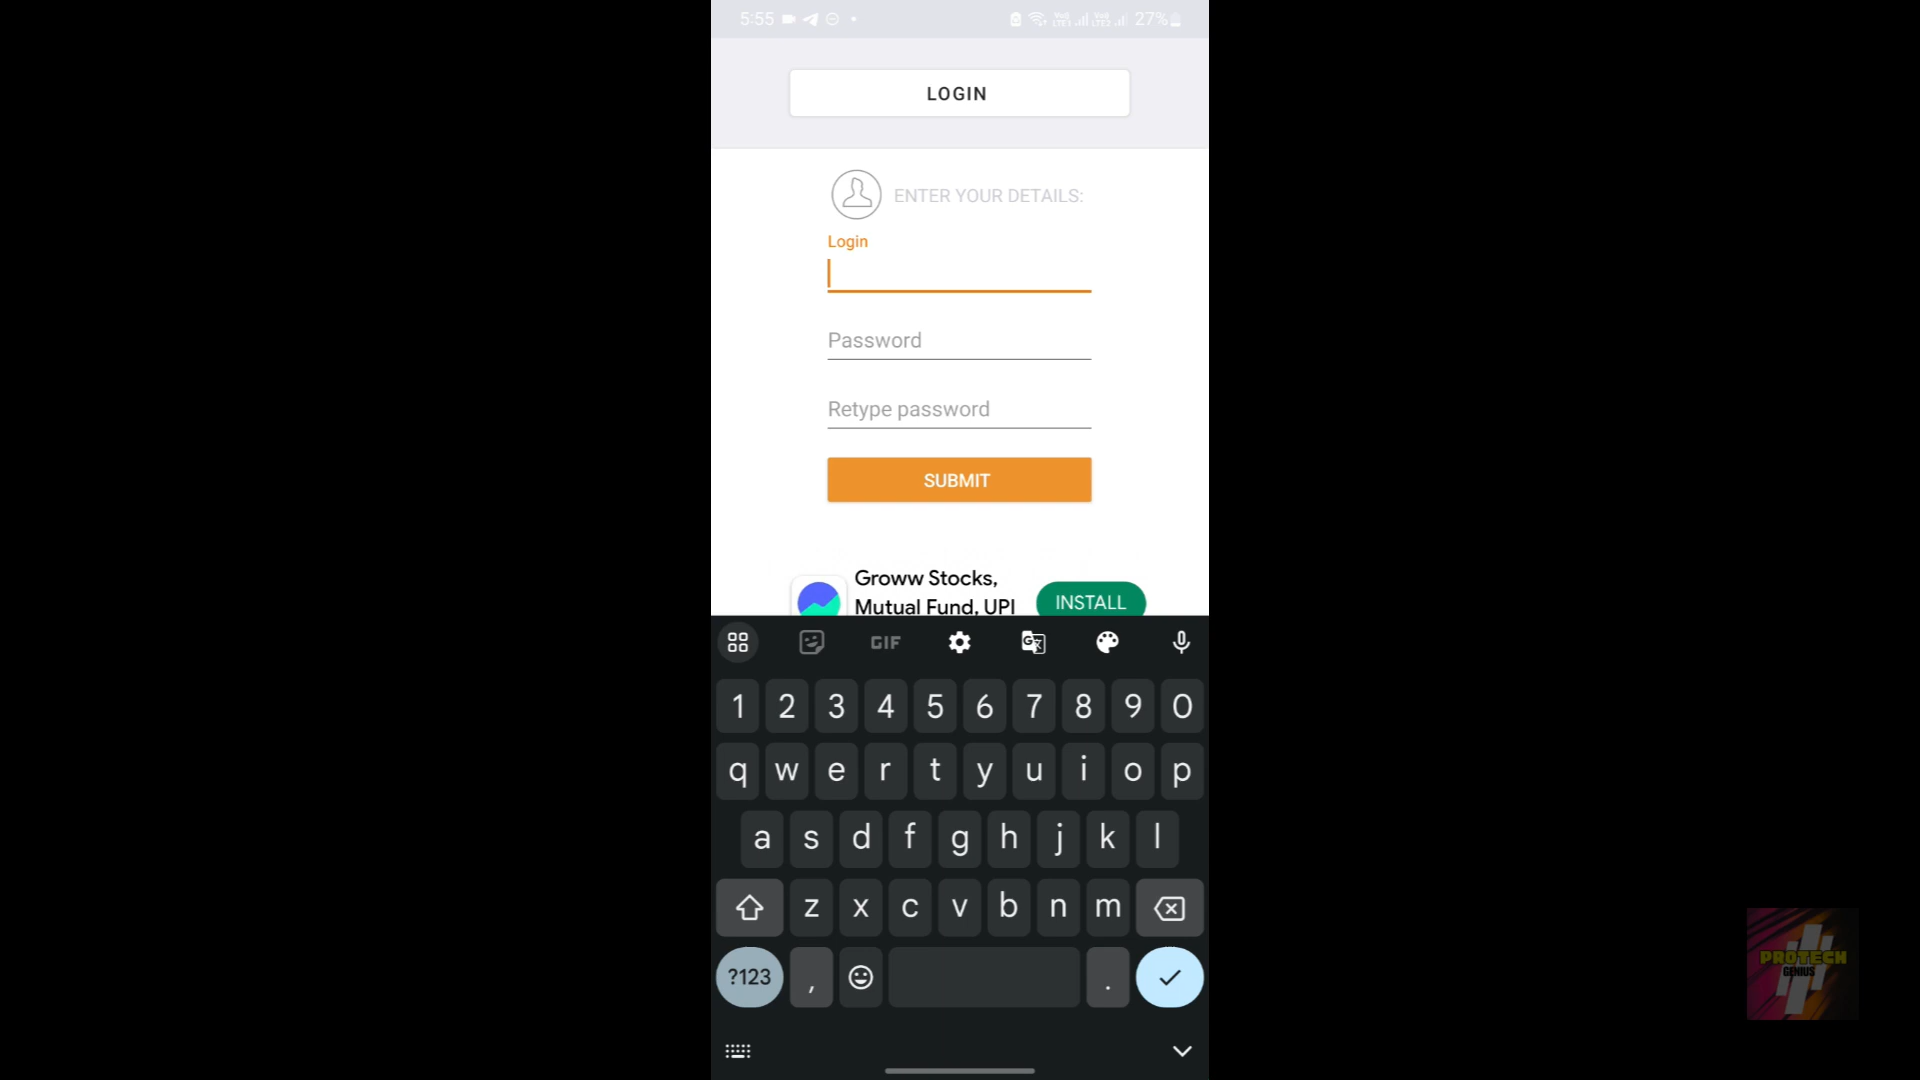 5:55 27%
LOGIN
ENTER YOUR DETAILS:
Login
Password
Retype password
SUBMIT
Groww Stocks,
Mutual Fund, UPI
INSTALL
GIF
1 2 3 4 5 6 7 8 9 0
q w e r t y u i o p
a s d f g h j k l
z x c v b n m
?123 , .
PROTECH
GENIUS